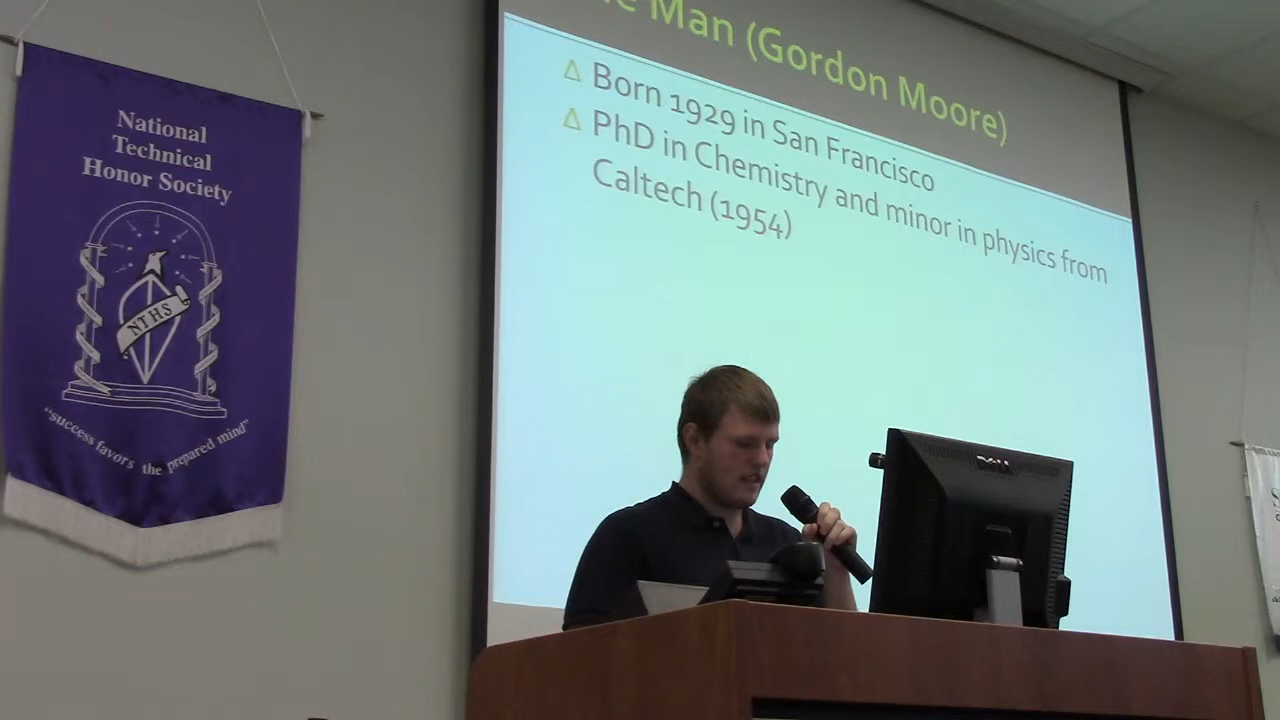 National
Technical
Honor Society
NTHS
"success favors the prepared mind"
Man (Gordon Moore)
Δ Born 1929 in San Francisco
Δ PhD in Chemistry and minor in physics from
Caltech (1954)
DELL